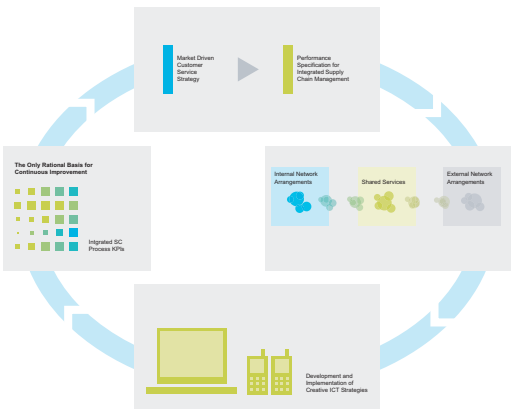 Market Driven
Customer
Service
Strategy
Performance
Specification for
Integrated Supply
Chain Management
The Only Rational Basis for
Continuous Improvement
Intgrated SC
Process KPIs
Internal Network
Arrangements
Shared Services
External Network
Arrangements
Development and
Implementation of
Creative ICT Strategies